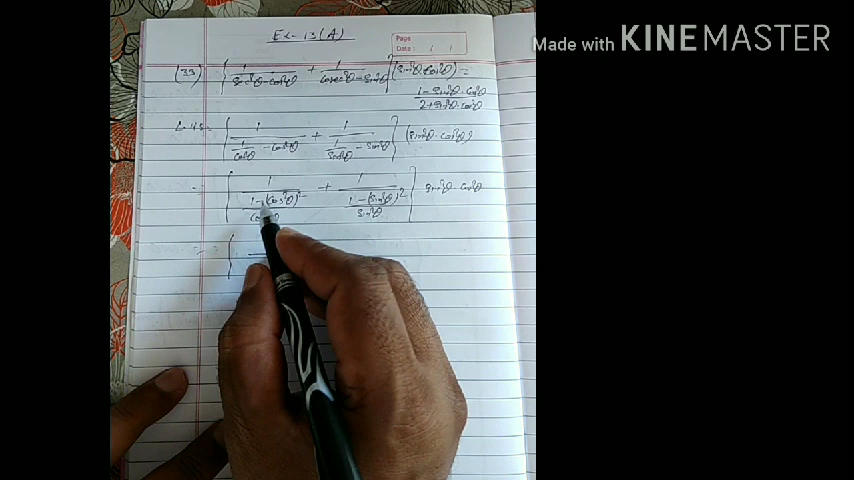 Ex - 13(A)
Page
Date : / /
Made with KINEMASTER
(33) { 1/(sec²θ-cos²θ) + 1/(cosec²θ-sin²θ) } (sin²θ·cos²θ) =
(1-sin²θ·cos²θ)/(2+sin²θ·cos²θ)
L.H.S = { 1/(1/cos²θ - cos²θ) + 1/(1/sin²θ - sin²θ) } (sin²θ·cos²θ)
= { 1/((1-(cos²θ)²)/cos²θ) + 1/((1-(sin²θ)²)/sin²θ) } sin²θ·cos²θ
= {